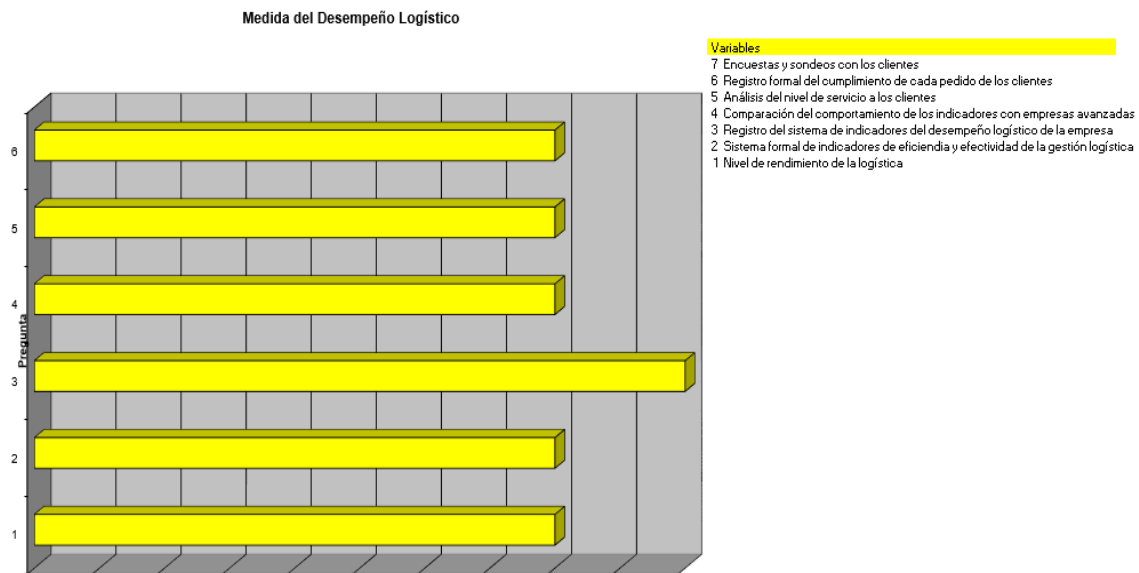 Medida del Desempeño Logístico
Variables
7 Encuestas y sondeos con los clientes
6 Registro formal del cumplimiento de cada pedido de los clientes
5 Análisis del nivel de servicio a los clientes
4 Comparación del comportamiento de los indicadores con empresas avanzadas
3 Registro del sistema de indicadores del desempeño logístico de la empresa
2 Sistema formal de indicadores de eficiendia y efectividad de la gestión logística
1 Nivel de rendimiento de la logística
Pregunta
6
5
4
3
2
1